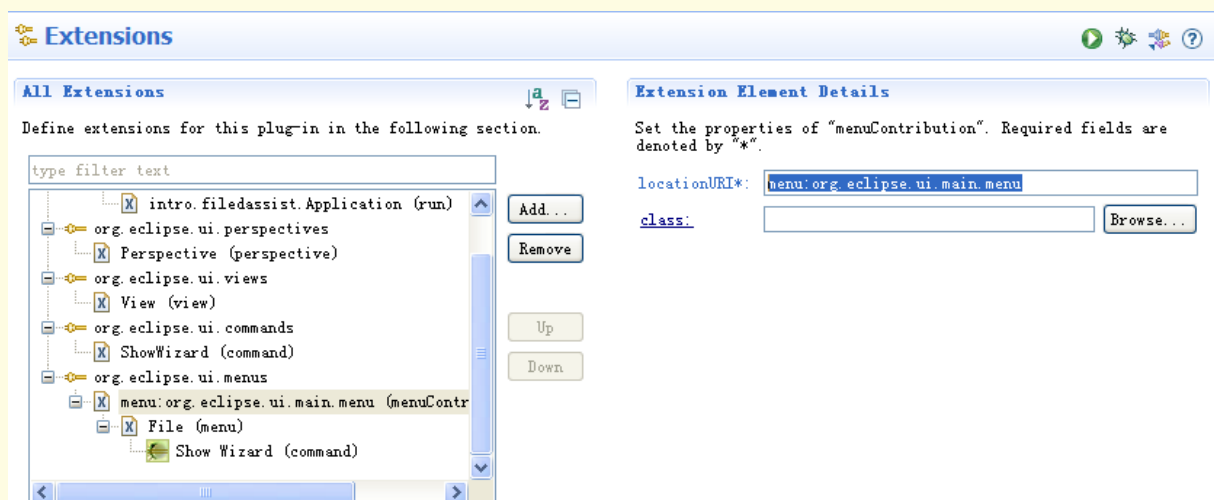 Extensions
All Extensions
Define extensions for this plug-in in the following section.
type filter text
intro.filedassist.Application (run)
org.eclipse.ui.perspectives
Perspective (perspective)
org.eclipse.ui.views
View (view)
org.eclipse.ui.commands
ShowWizard (command)
org.eclipse.ui.menus
menu:org.eclipse.ui.main.menu (menuContr
File (menu)
Show Wizard (command)
Add...
Remove
Up
Down
Extension Element Details
Set the properties of "menuContribution". Required fields are
denoted by "*".
locationURI*: menu:org.eclipse.ui.main.menu
class: Browse...